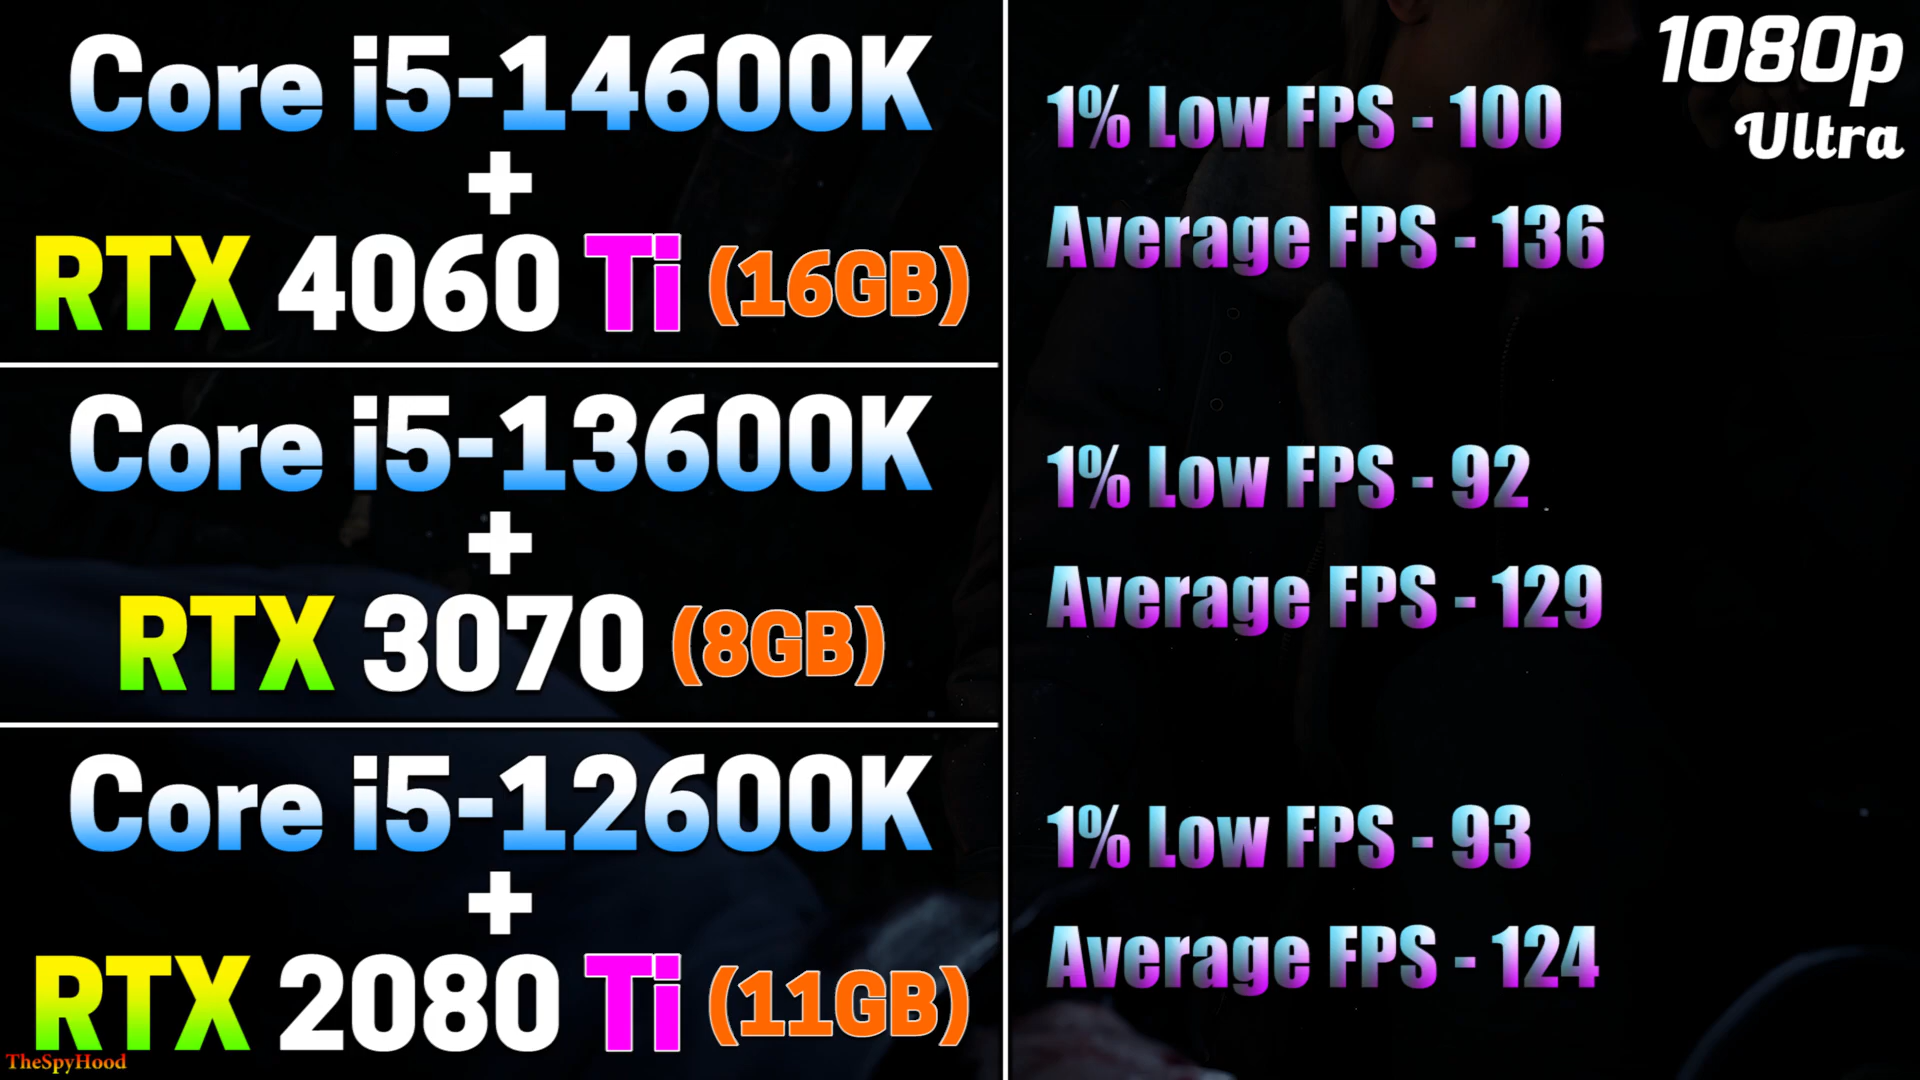 Core i5-14600K
+
RTX 4060 Ti (16GB)
1% Low FPS - 100
Average FPS - 136
1080p
Ultra
Core i5-13600K
+
RTX 3070 (8GB)
1% Low FPS - 92
Average FPS - 129
Core i5-12600K
+
RTX 2080 Ti (11GB)
1% Low FPS - 93
Average FPS - 124
TheSpyHood